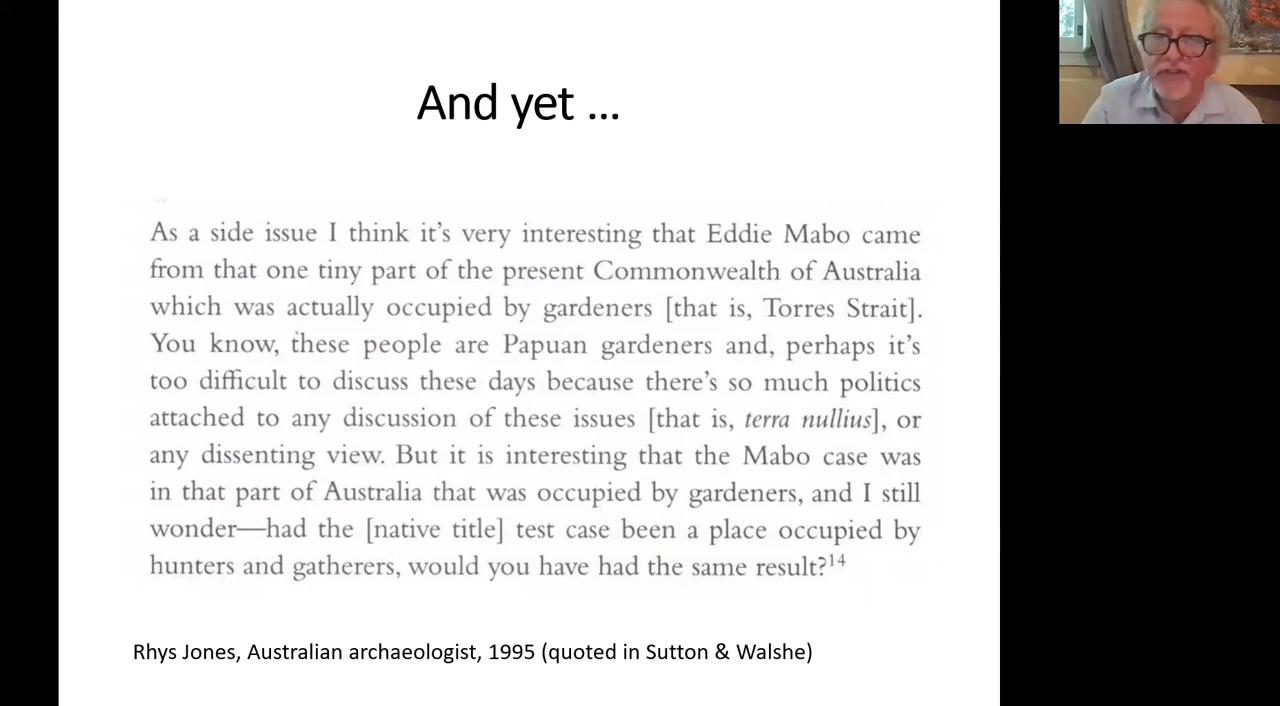 And yet ...
As a side issue I think it's very interesting that Eddie Mabo came
from that one tiny part of the present Commonwealth of Australia
which was actually occupied by gardeners [that is, Torres Strait].
You know, these people are Papuan gardeners and, perhaps it's
too difficult to discuss these days because there's so much politics
attached to any discussion of these issues [that is, terra nullius], or
any dissenting view. But it is interesting that the Mabo case was
in that part of Australia that was occupied by gardeners, and I still
wonder—had the [native title] test case been a place occupied by
hunters and gatherers, would you have had the same result?¹⁴
Rhys Jones, Australian archaeologist, 1995 (quoted in Sutton & Walshe)